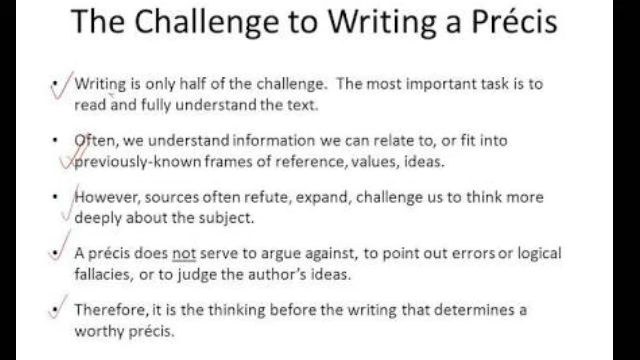 The Challenge to Writing a Précis
• Writing is only half of the challenge. The most important task is to
read and fully understand the text.
• Often, we understand information we can relate to, or fit into
previously-known frames of reference, values, ideas.
• However, sources often refute, expand, challenge us to think more
deeply about the subject.
• A précis does not serve to argue against, to point out errors or logical
fallacies, or to judge the author's ideas.
• Therefore, it is the thinking before the writing that determines a
worthy précis.